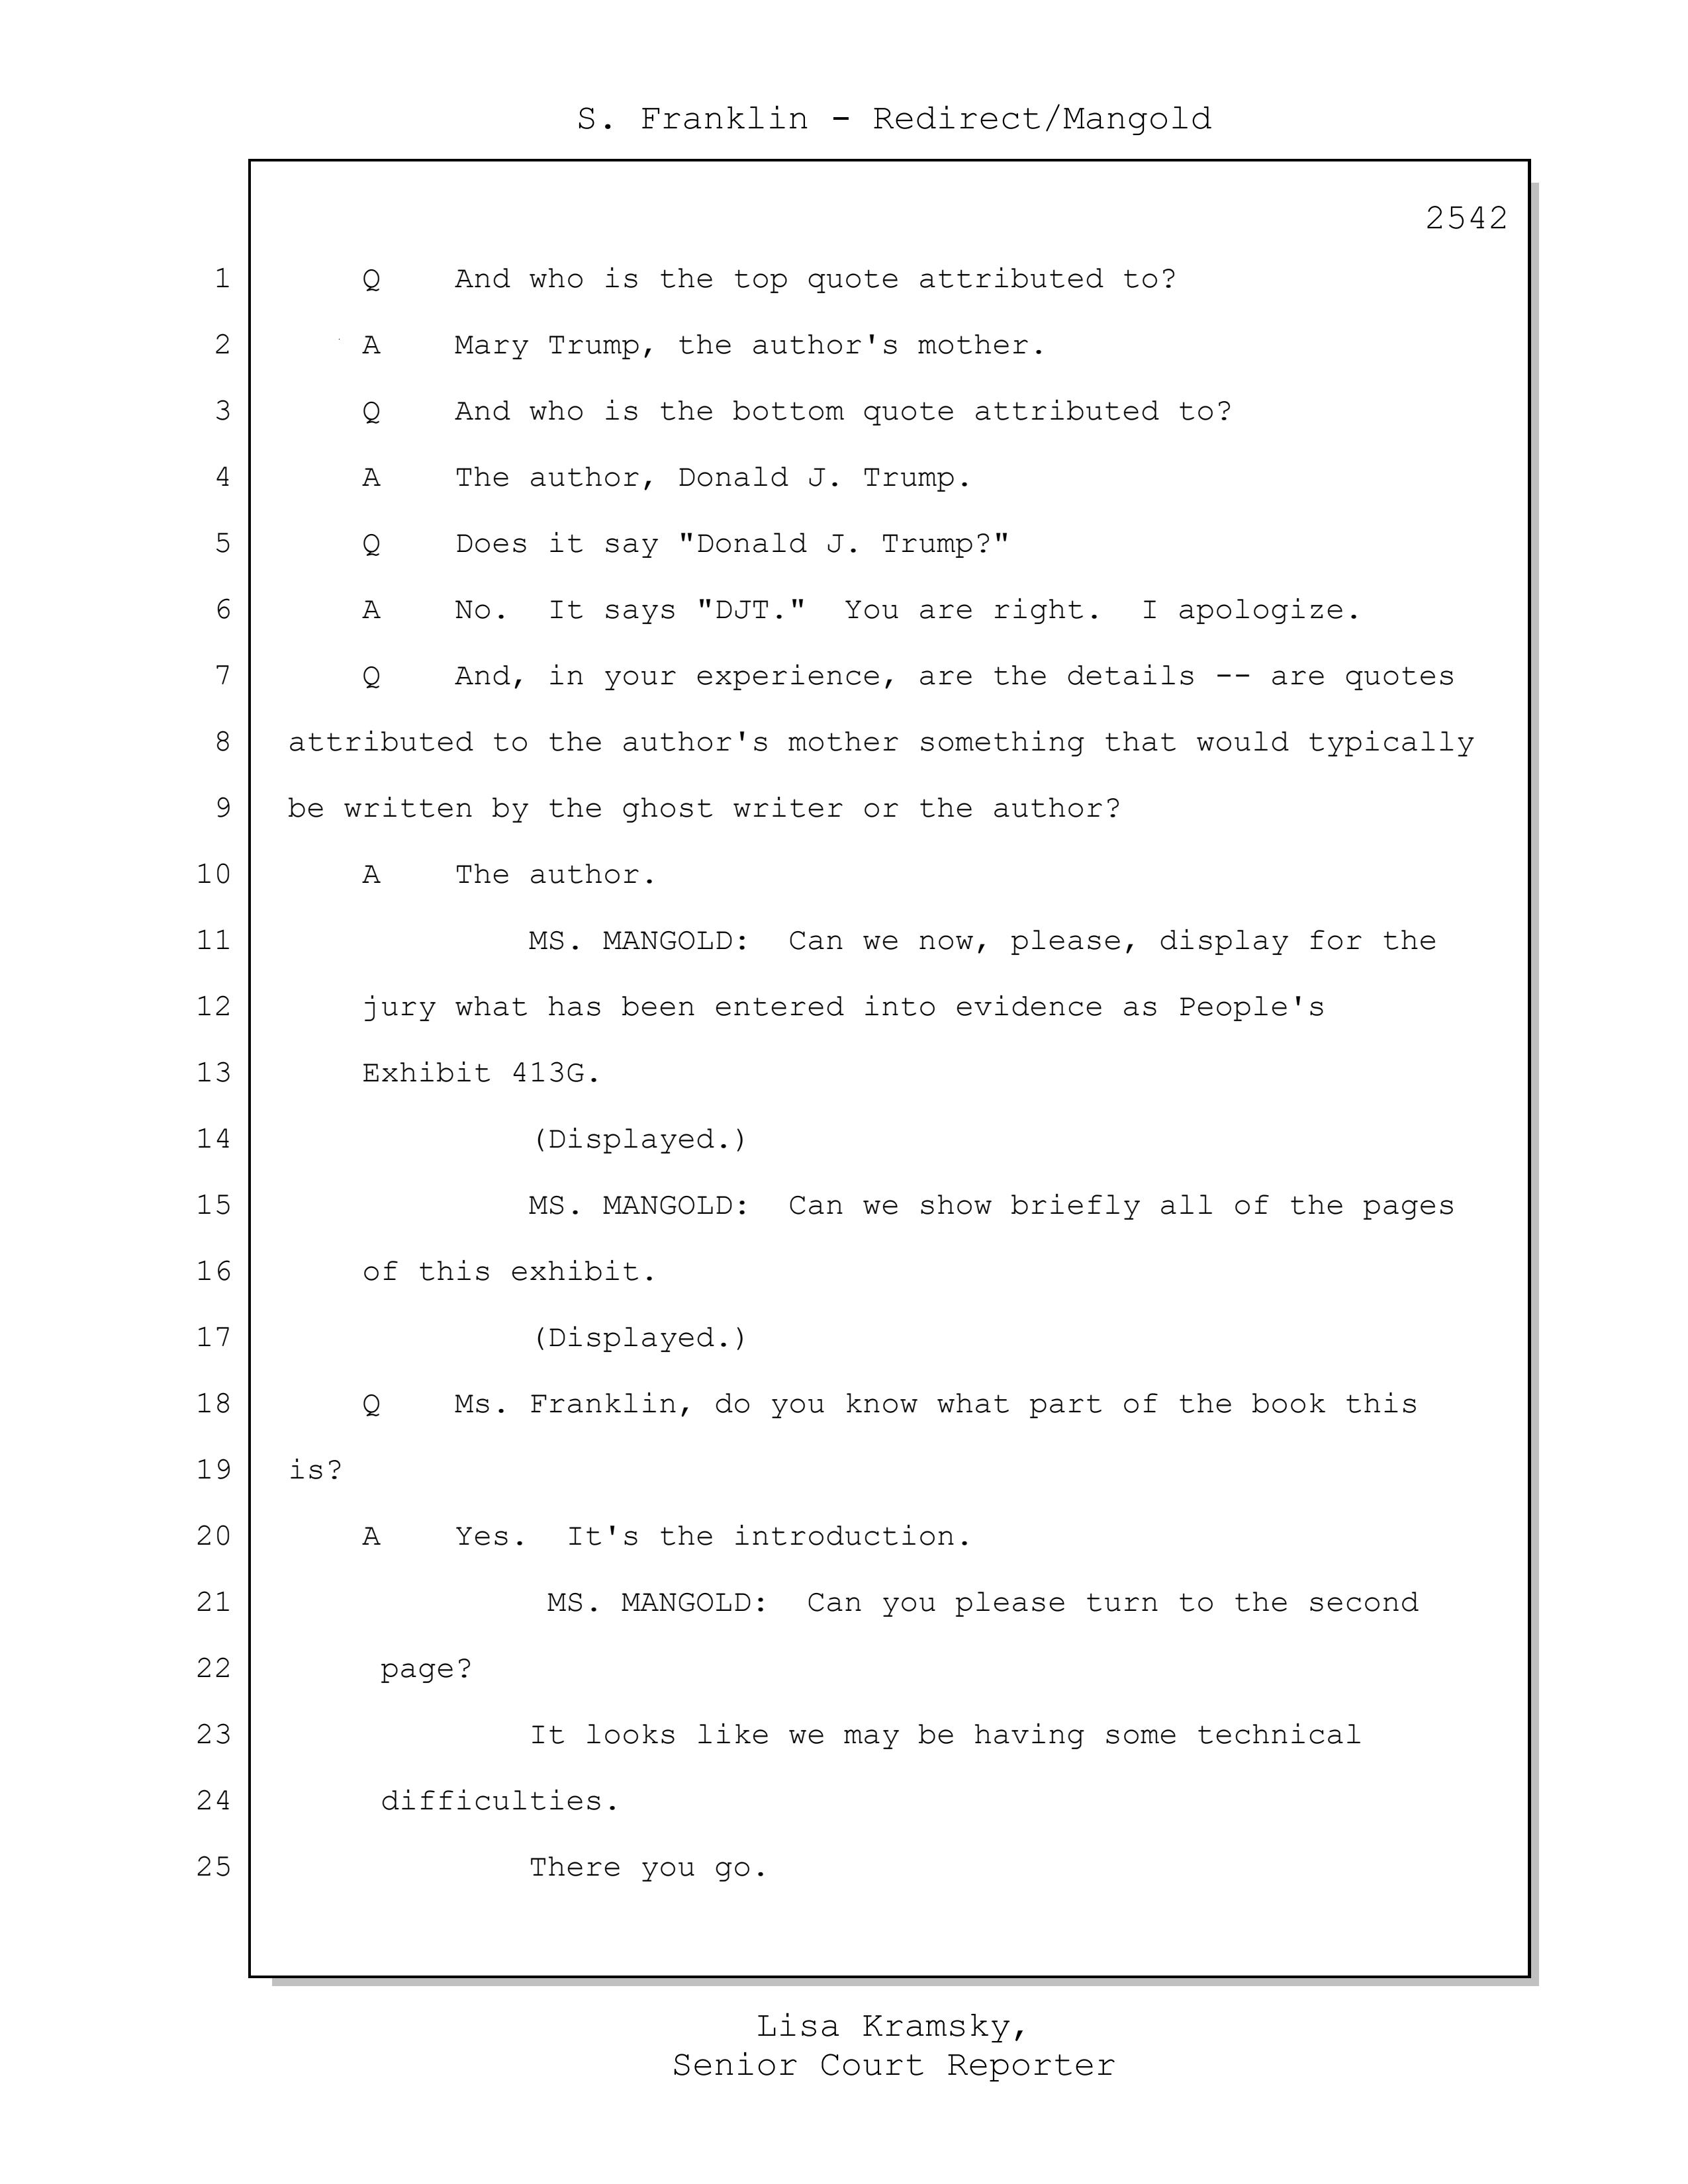 S. Franklin - Redirect/Mangold
2542
1 Q And who is the top quote attributed to?
2 A Mary Trump, the author's mother.
3 Q And who is the bottom quote attributed to?
4 A The author, Donald J. Trump.
5 Q Does it say "Donald J. Trump?"
6 A No. It says "DJT." You are right. I apologize.
7 Q And, in your experience, are the details -- are quotes
8 attributed to the author's mother something that would typically
9 be written by the ghost writer or the author?
10 A The author.
11 MS. MANGOLD: Can we now, please, display for the
12 jury what has been entered into evidence as People's
13 Exhibit 413G.
14 (Displayed.)
15 MS. MANGOLD: Can we show briefly all of the pages
16 of this exhibit.
17 (Displayed.)
18 Q Ms. Franklin, do you know what part of the book this
19 is?
20 A Yes. It's the introduction.
21 MS. MANGOLD: Can you please turn to the second
22 page?
23 It looks like we may be having some technical
24 difficulties.
25 There you go.
Lisa Kramsky,
Senior Court Reporter